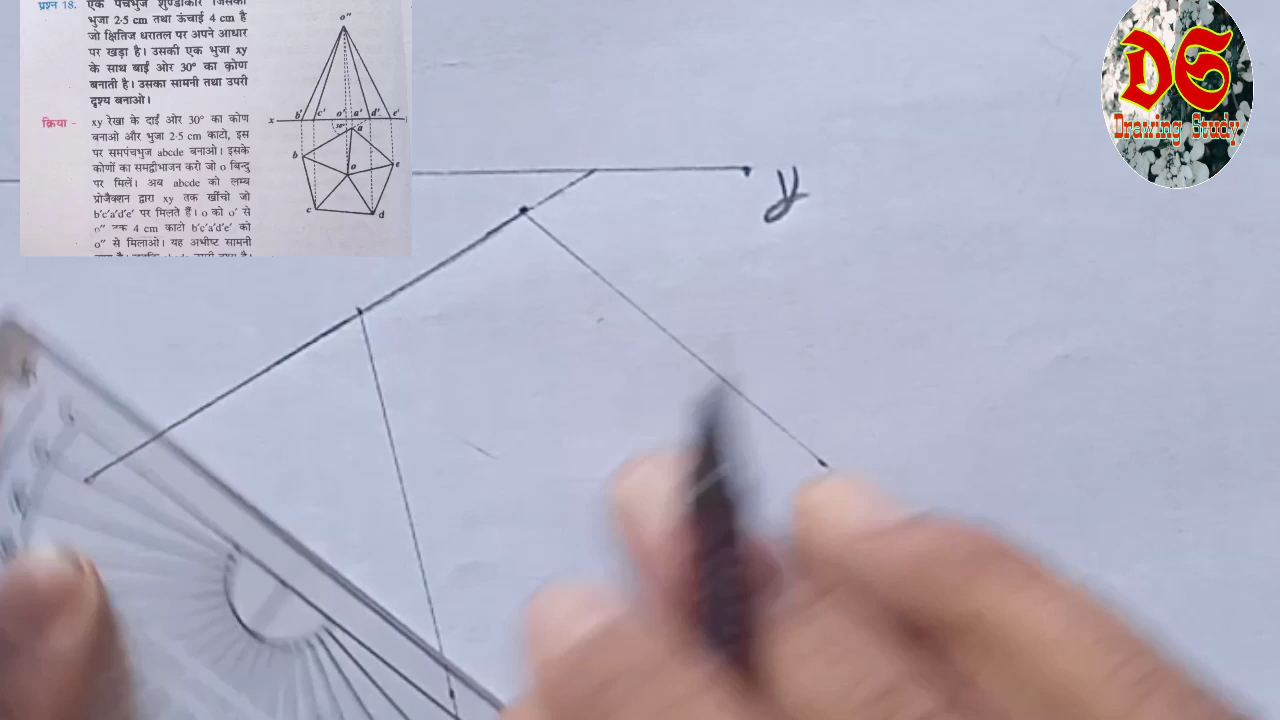 प्रश्न 18. एक पंचभुज शुण्डाकार जिसकी
भुजा 2·5 cm तथा ऊंचाई 4 cm है
जो क्षितिज धरातल पर अपने आधार
पर खड़ा है। उसकी एक भुजा xy
के साथ बाईं ओर 30° का कोण
बनाती है। उसका सामनी तथा उपरी
दृश्य बनाओ।
क्रिया - xy रेखा के दाईं ओर 30° का कोण
बनाओ और भुजा 2·5 cm काटो, इस
पर समपंचभुज abcde बनाओ। इसके
कोणों का समद्वीभाजन करो जो o बिन्दु
पर मिलें। अब abcde को लम्ब
प्रोजैक्शन द्वारा xy तक खींचो जो
b'c'a'd'e' पर मिलते हैं। o को o' से
o" तक 4 cm काटो b'c'a'd'e' को
o" से मिलाओ। यह अभीष्ट सामनी
o"
x b' c' o' a' d' e'
30°
a
b
o
e
c
d
y
DS
Drawing Study